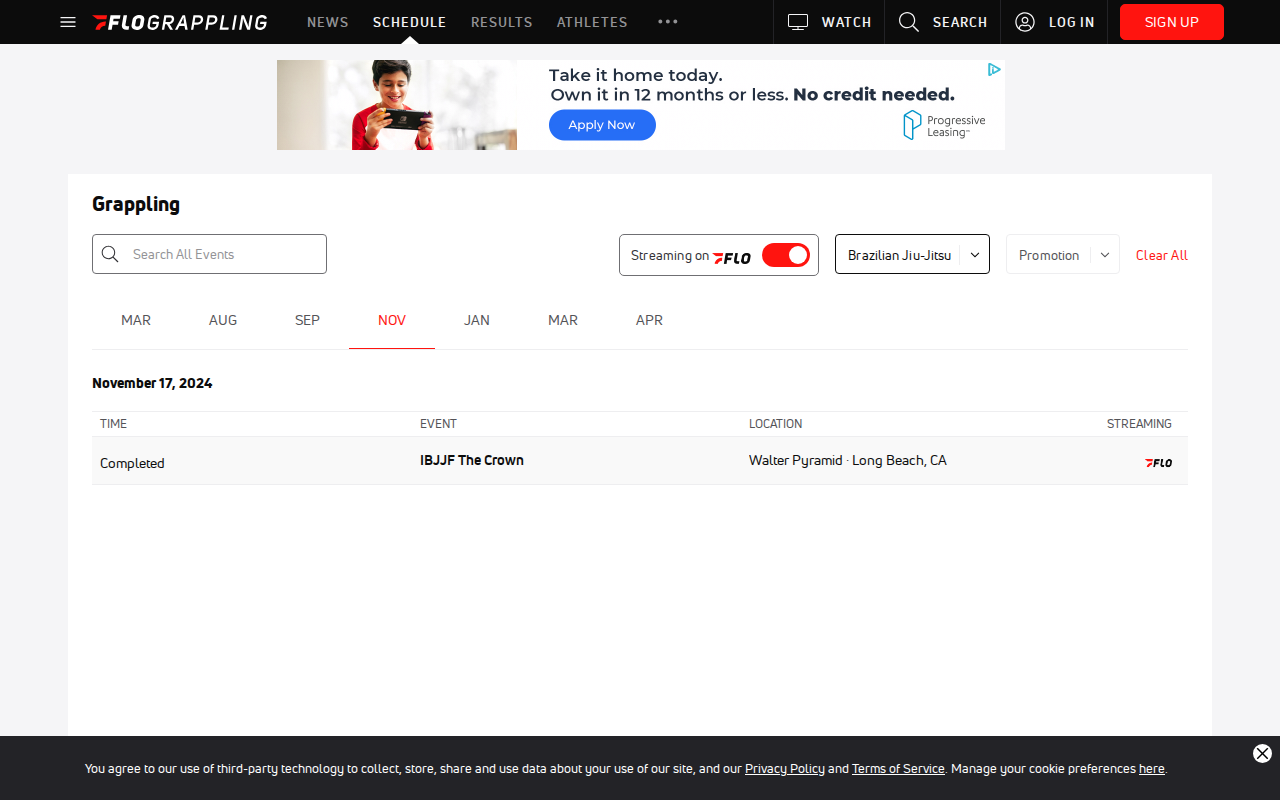 FLOGRAPPLING NEWS SCHEDULE RESULTS ATHLETES ••• WATCH SEARCH LOG IN SIGN UP
Take it home today.
Own it in 12 months or less. No credit needed.
Apply Now
Progressive
Leasing
Grappling
Search All Events
Streaming on FLO
Brazilian Jiu-Jitsu
Promotion
Clear All
MAR AUG SEP NOV JAN MAR APR
November 17, 2024
TIME EVENT LOCATION STREAMING
Completed IBJJF The Crown Walter Pyramid · Long Beach, CA FLO
You agree to our use of third-party technology to collect, store, share and use data about your use of our site, and our Privacy Policy and Terms of Service. Manage your cookie preferences here.